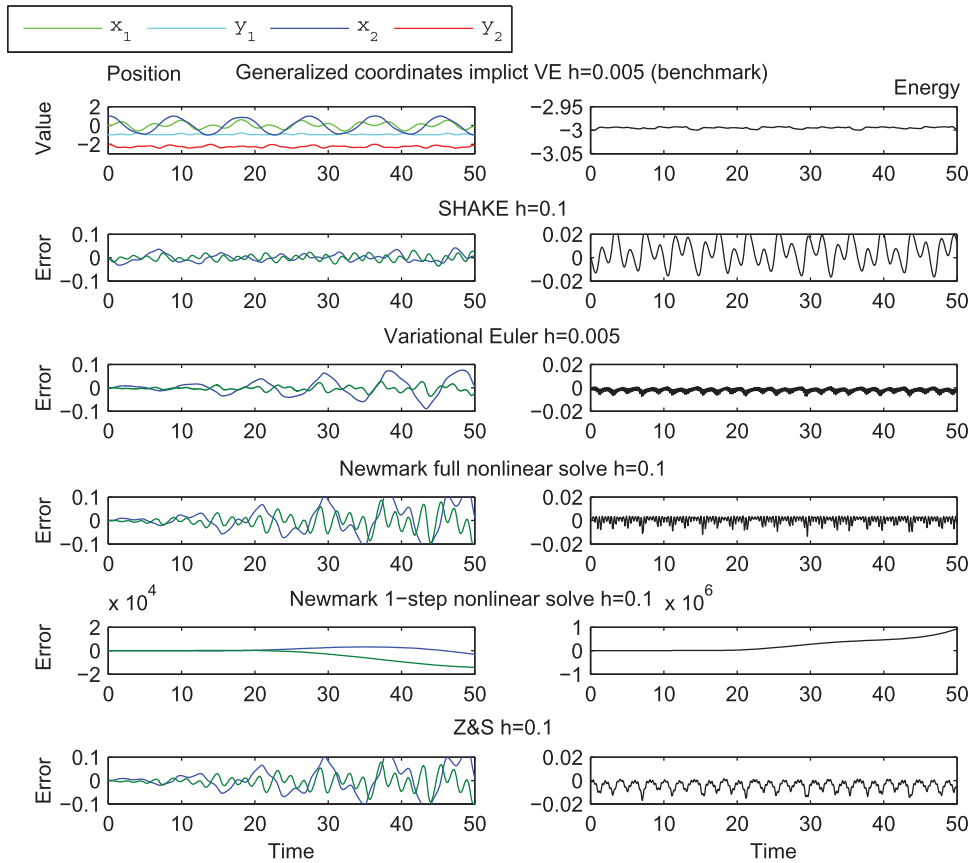 x1 y1 x2 y2
Position Generalized coordinates implict VE h=0.005 (benchmark) Energy
Value
2
0
−2
0 10 20 30 40 50
−2.95
−3
−3.05
0 10 20 30 40 50
SHAKE h=0.1
Error
0.1
0
−0.1
0 10 20 30 40 50
0.02
0
−0.02
0 10 20 30 40 50
Variational Euler h=0.005
Error
0.1
0
−0.1
0 10 20 30 40 50
0.02
0
−0.02
0 10 20 30 40 50
Newmark full nonlinear solve h=0.1
Error
0.1
0
−0.1
0 10 20 30 40 50
0.02
0
−0.02
0 10 20 30 40 50
x 10^4 Newmark 1−step nonlinear solve h=0.1 x 10^6
Error
2
0
−2
0 10 20 30 40 50
1
0
−1
0 10 20 30 40 50
Z&S h=0.1
Error
0.1
0
−0.1
0 10 20 30 40 50
Time
0.02
0
−0.02
0 10 20 30 40 50
Time